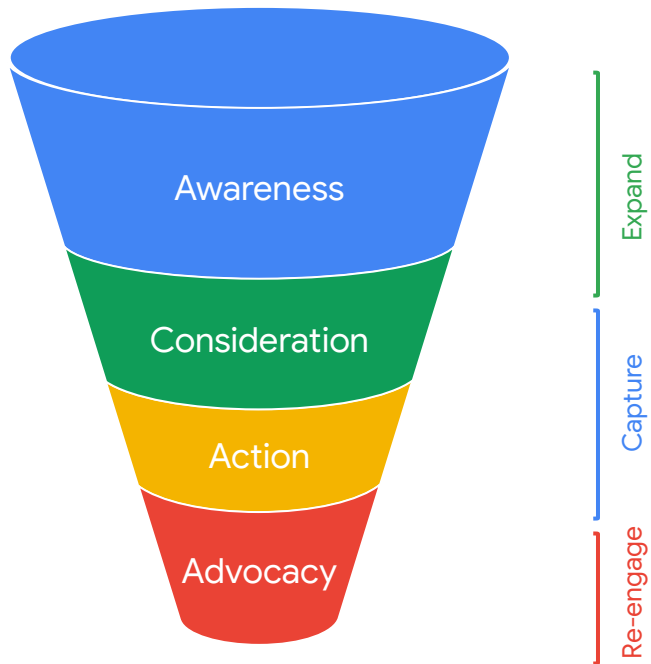 Awareness
Consideration
Action
Advocacy
Expand
Capture
Re-engage